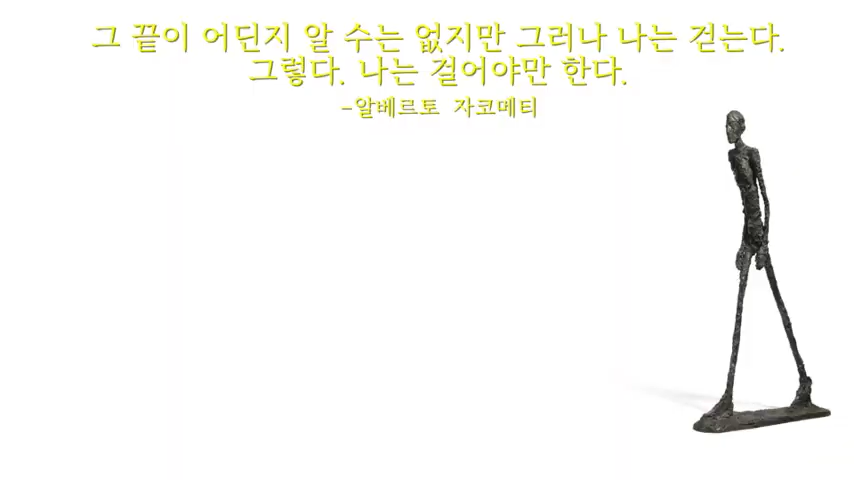 그 끝이 어딘지 알 수는 없지만 그러나 나는 걷는다.
그렇다. 나는 걸어야만 한다.
-알베르토 자코메티